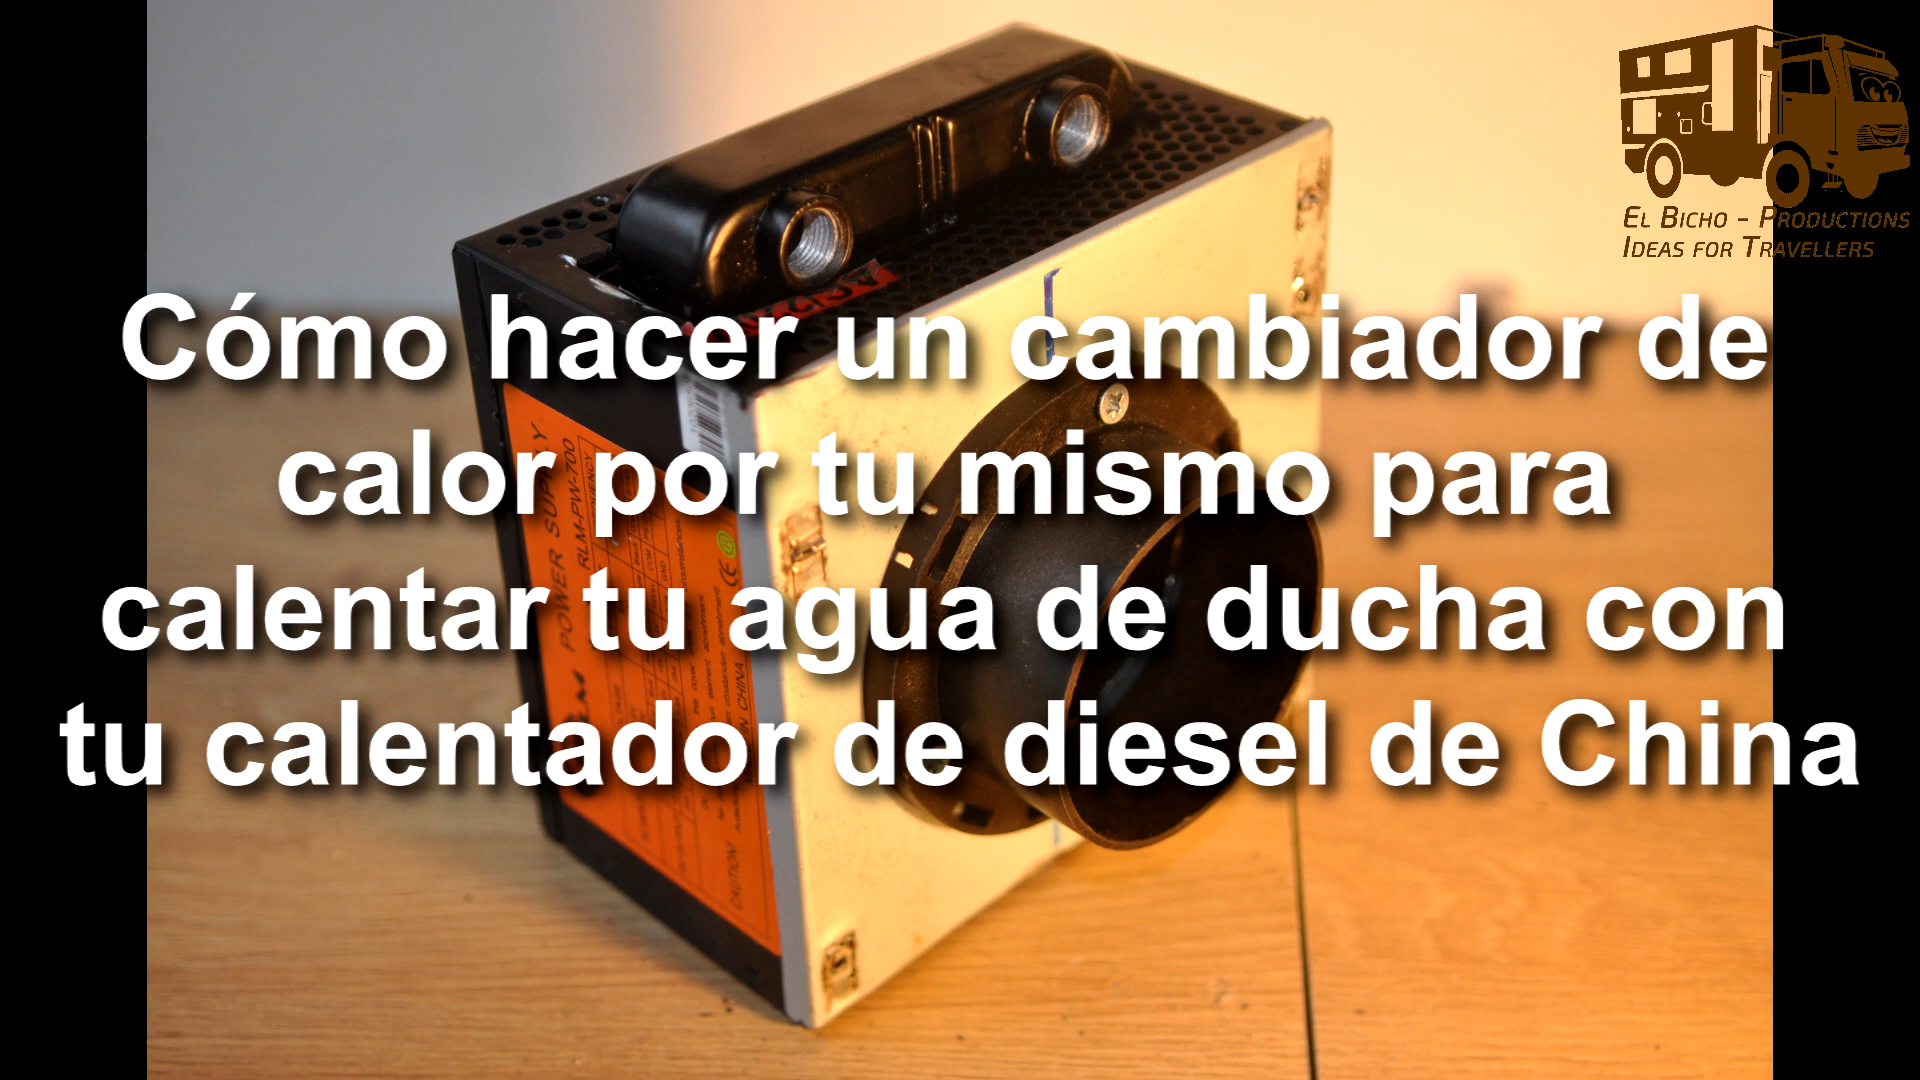 El Bicho - Productions
Ideas for Travellers
Cómo hacer un cambiador de
calor por tu mismo para
calentar tu agua de ducha con
tu calentador de diesel de China
POWER SUPPLY
RLM-PW-700
CE